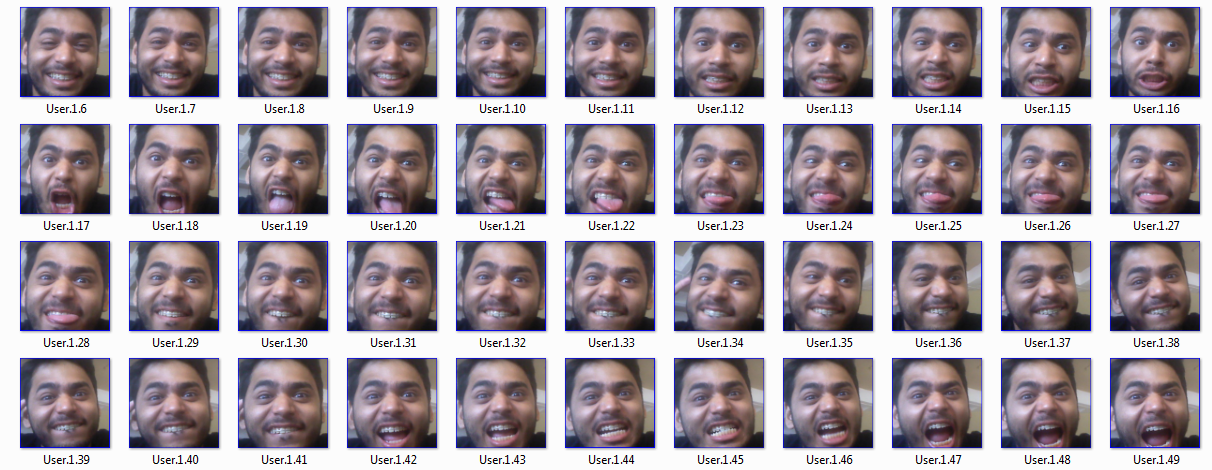 User.1.6 User.1.7 User.1.8 User.1.9 User.1.10 User.1.11 User.1.12 User.1.13 User.1.14 User.1.15 User.1.16
User.1.17 User.1.18 User.1.19 User.1.20 User.1.21 User.1.22 User.1.23 User.1.24 User.1.25 User.1.26 User.1.27
User.1.28 User.1.29 User.1.30 User.1.31 User.1.32 User.1.33 User.1.34 User.1.35 User.1.36 User.1.37 User.1.38
User.1.39 User.1.40 User.1.41 User.1.42 User.1.43 User.1.44 User.1.45 User.1.46 User.1.47 User.1.48 User.1.49